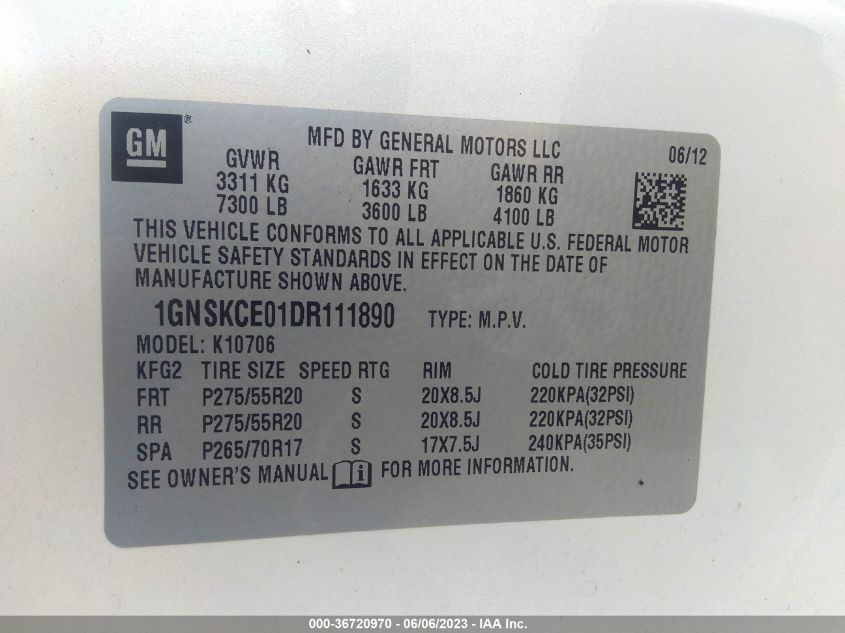 GM ®
MFD BY GENERAL MOTORS LLC 06/12
GVWR GAWR FRT GAWR RR
3311 KG 1633 KG 1860 KG
7300 LB 3600 LB 4100 LB
THIS VEHICLE CONFORMS TO ALL APPLICABLE U.S. FEDERAL MOTOR
VEHICLE SAFETY STANDARDS IN EFFECT ON THE DATE OF
MANUFACTURE SHOWN ABOVE.
1GNSKCE01DR111890 TYPE: M.P.V.
MODEL: K10706
KFG2 TIRE SIZE SPEED RTG RIM COLD TIRE PRESSURE
FRT P275/55R20 S 20X8.5J 220KPA(32PSI)
RR P275/55R20 S 20X8.5J 220KPA(32PSI)
SPA P265/70R17 S 17X7.5J 240KPA(35PSI)
SEE OWNER'S MANUAL i FOR MORE INFORMATION.
000-36720970 - 06/06/2023 - IAA Inc.